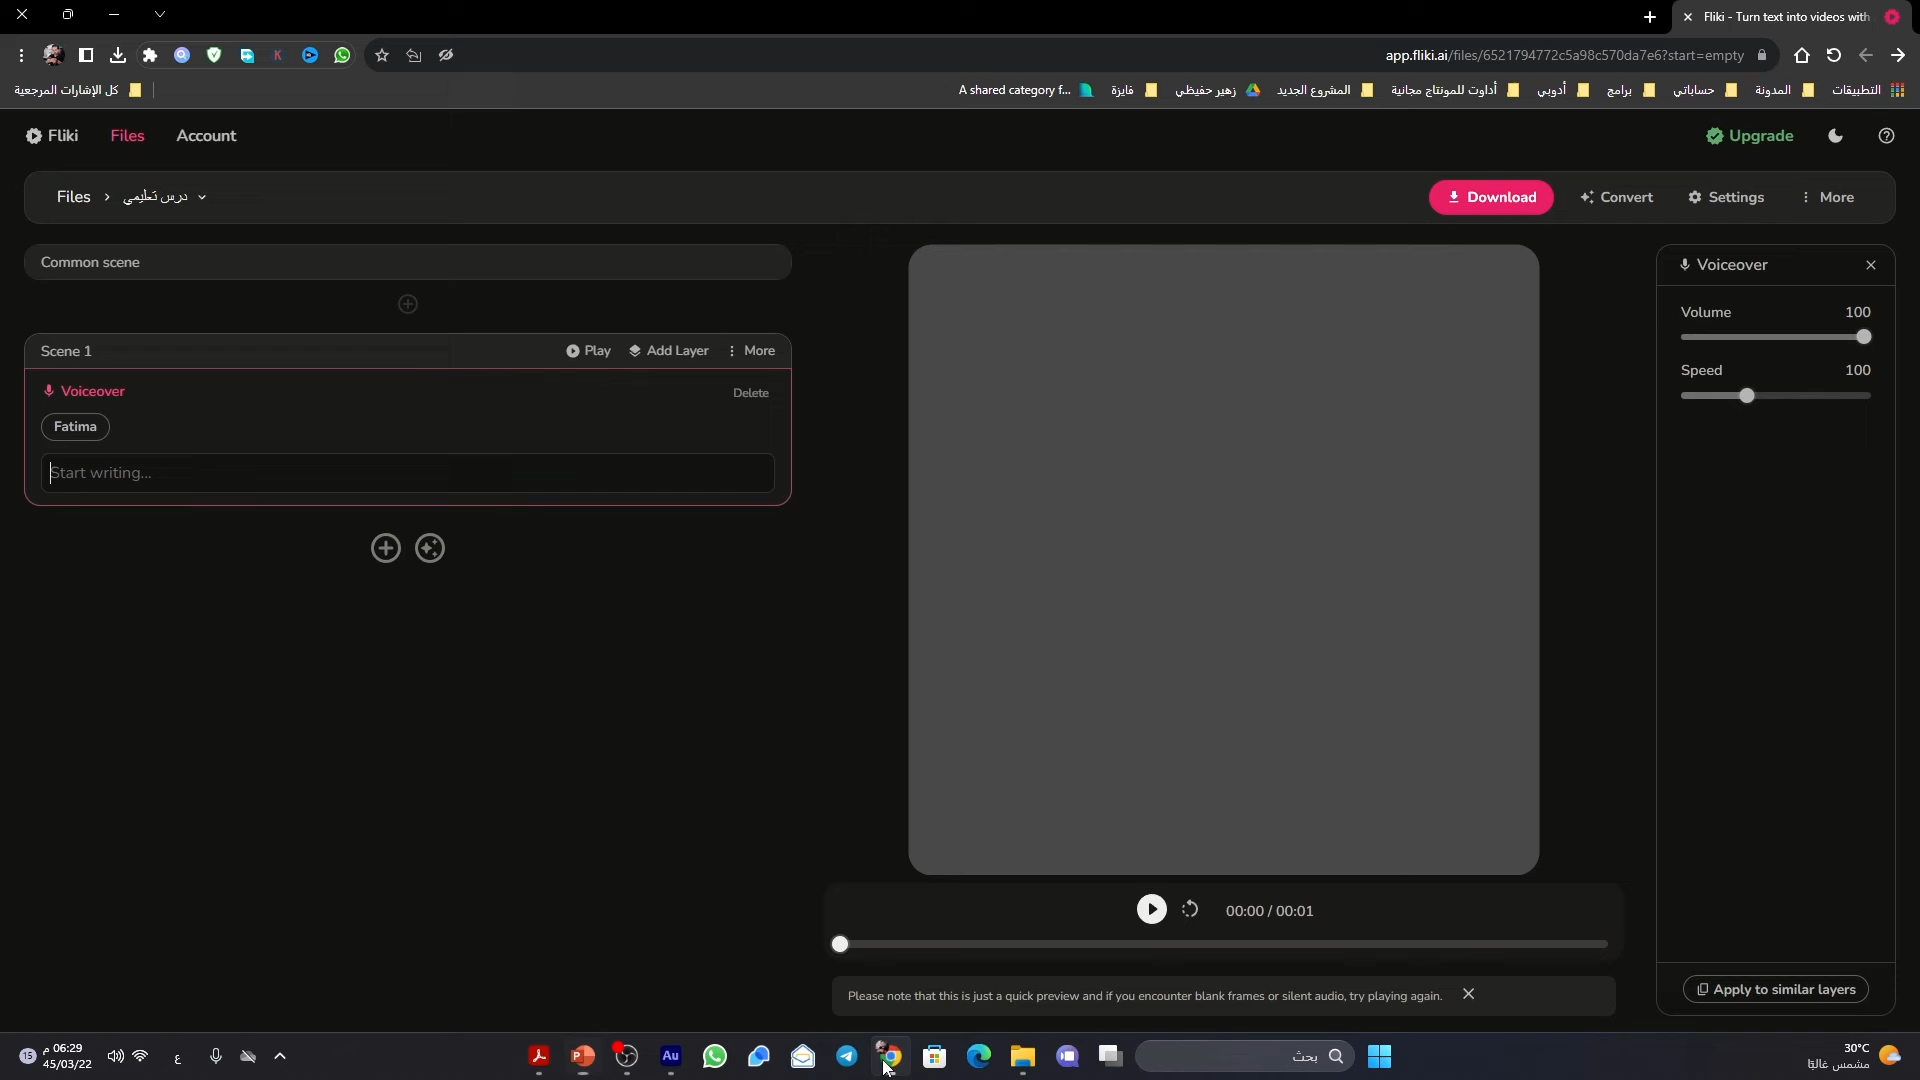 Fliki - Turn text into videos with
app.fliki.ai/files/6521794772c5a98c570da7e6?start=empty
التطبيقات
المدونة
حساباتي
برامج
أدوبي
أداوت للمونتاج مجانية
المشروع الجديد
زهير حفيظي
فايزة
A shared category f...
كل الإشارات المرجعية
Fliki Files Account
Upgrade
Files > درس تعليمي
Download Convert Settings More
Common scene
Scene 1 Play Add Layer More
Voiceover Delete
Fatima
Start writing...
00:00 / 00:01
Please note that this is just a quick preview and if you encounter blank frames or silent audio, try playing again.
Voiceover
Volume 100
Speed 100
Apply to similar layers
K
Au
P
بحث
ع
15
06:29 م
45/03/22
30°C
مشمس غالبًا